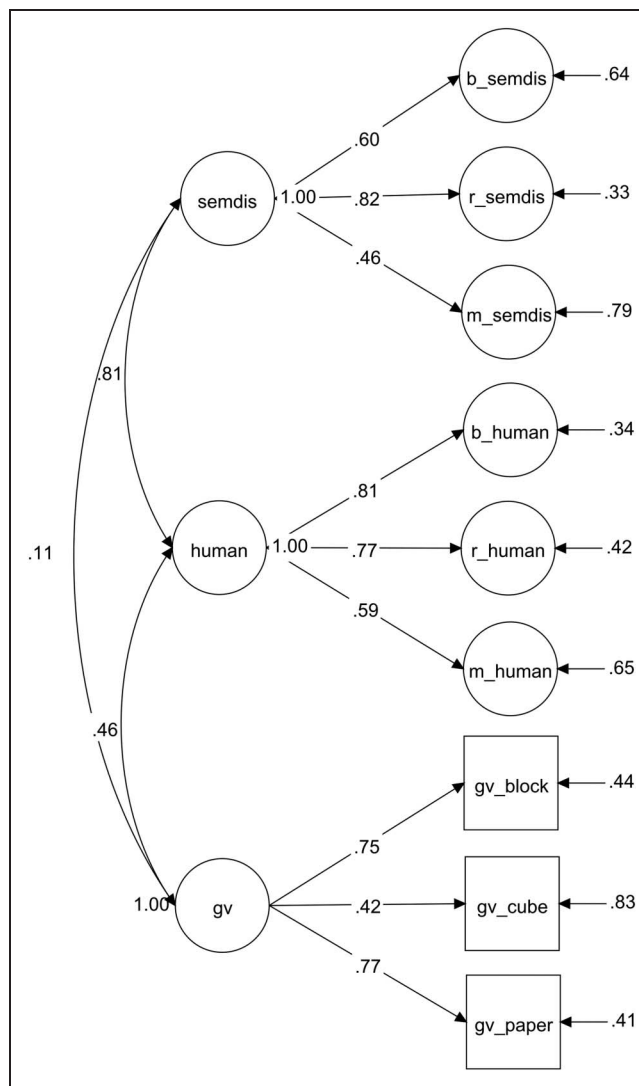 b_semdis
.64
.60
semdis
1.00
.82
r_semdis
.33
.46
m_semdis
.79
.81
b_human
.34
.81
.11
human
1.00
.77
r_human
.42
.59
m_human
.65
.46
gv_block
.44
.75
1.00
gv
.42
gv_cube
.83
.77
gv_paper
.41